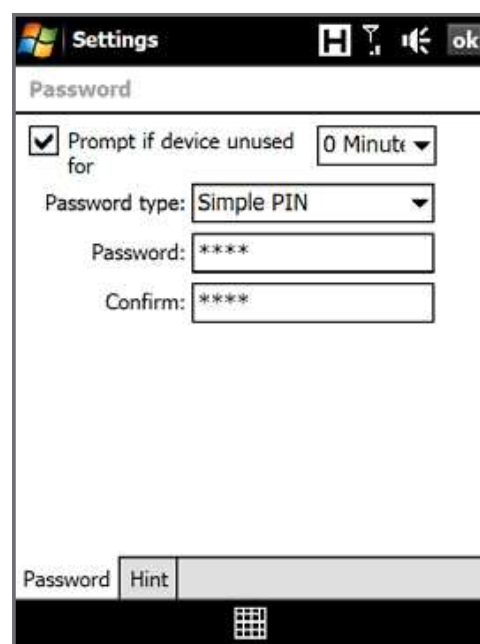 Settings H ok
Password
Prompt if device unused 0 Minute
for
Password type: Simple PIN
Password: ****
Confirm: ****
Password Hint